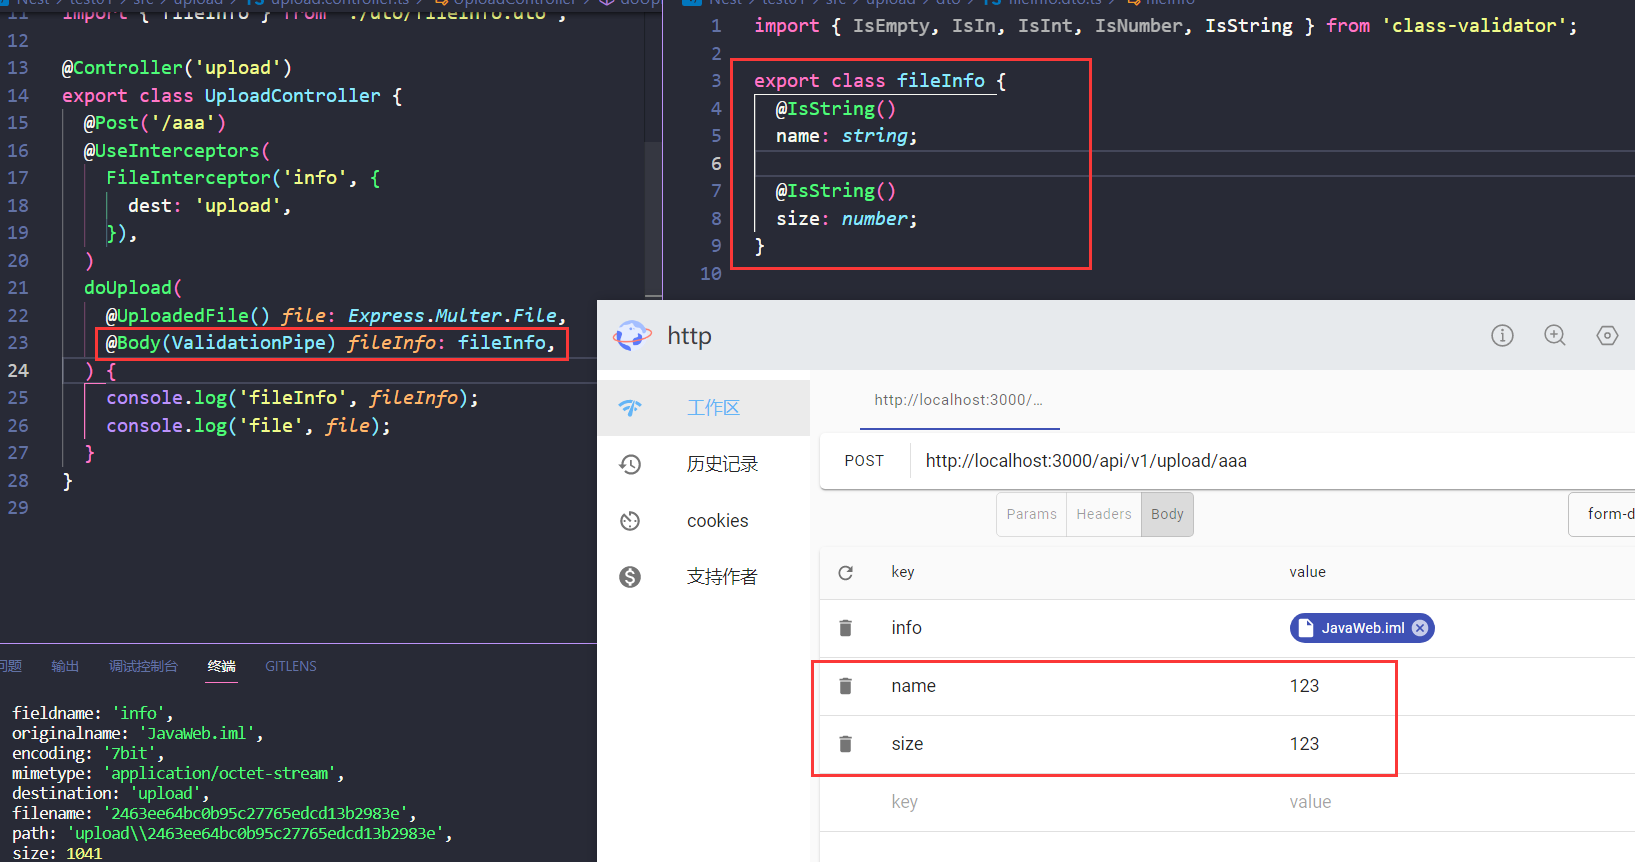 Nest > test01 > src > upload > TS upload.controller.ts > UploadController >
11 import { fileInfo } from './dto/fileInfo.dto';
12
13 @Controller('upload')
14 export class UploadController {
15 @Post('/aaa')
16 @UseInterceptors(
17 FileInterceptor('info', {
18 dest: 'upload',
19 }),
20 )
21 doUpload(
22 @UploadedFile() file: Express.Multer.File,
23 @Body(ValidationPipe) fileInfo: fileInfo,
24 ) {
25 console.log('fileInfo', fileInfo);
26 console.log('file', file);
27 }
28 }
29
Nest > test01 > src > upload > dto > TS fileInfo.dto.ts > fileInfo
1 import { IsEmpty, IsIn, IsInt, IsNumber, IsString } from 'class-validator';
2
3 export class fileInfo {
4 @IsString()
5 name: string;
6
7 @IsString()
8 size: number;
9 }
10
问题 输出 调试控制台 终端 GITLENS
fieldname: 'info',
originalname: 'JavaWeb.iml',
encoding: '7bit',
mimetype: 'application/octet-stream',
destination: 'upload',
filename: '2463ee64bc0b95c27765edcd13b2983e',
path: 'upload\\2463ee64bc0b95c27765edcd13b2983e',
size: 1041
http
工作区
历史记录
cookies
支持作者
http://localhost:3000/...
POST http://localhost:3000/api/v1/upload/aaa
Params Headers Body form-d
key value
info JavaWeb.iml
name 123
size 123
key value